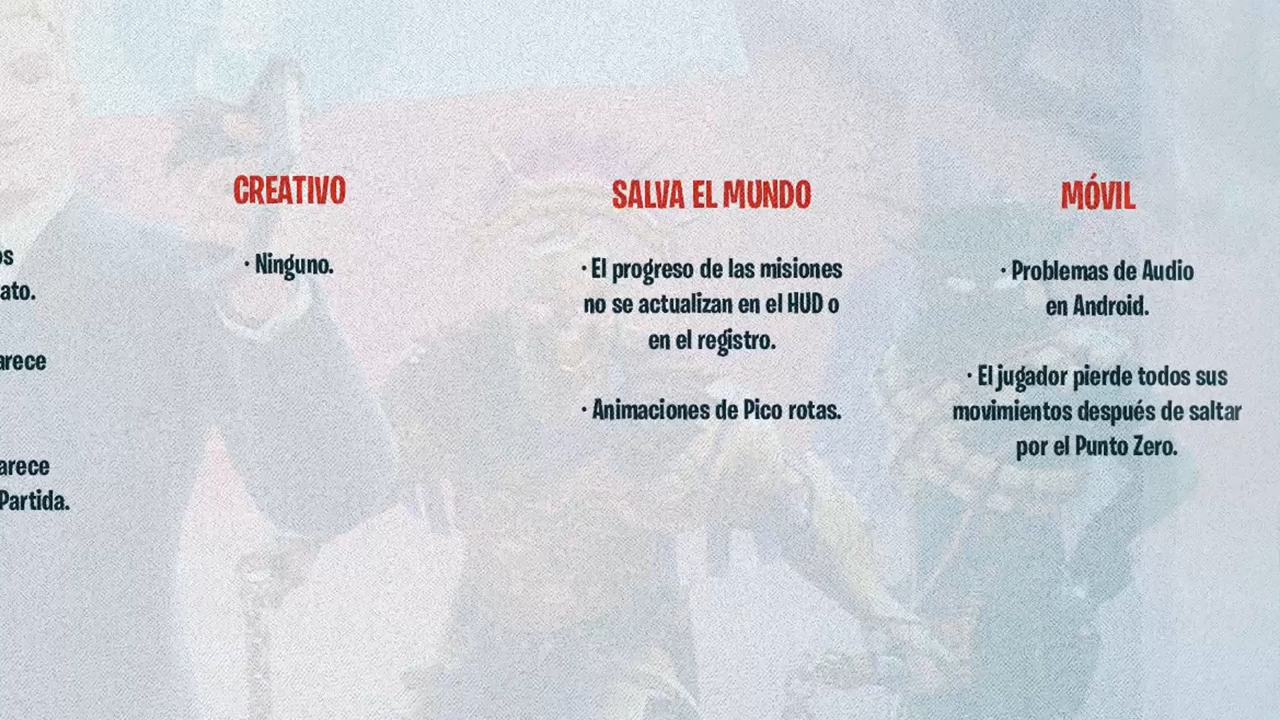 os
ato.
arece
arece
Partida.
CREATIVO
· Ninguno.
SALVA EL MUNDO
· El progreso de las misiones
no se actualizan en el HUD o
en el registro.
· Animaciones de Pico rotas.
MÓVIL
· Problemas de Audio
en Android.
· El jugador pierde todos sus
movimientos después de saltar
por el Punto Zero.